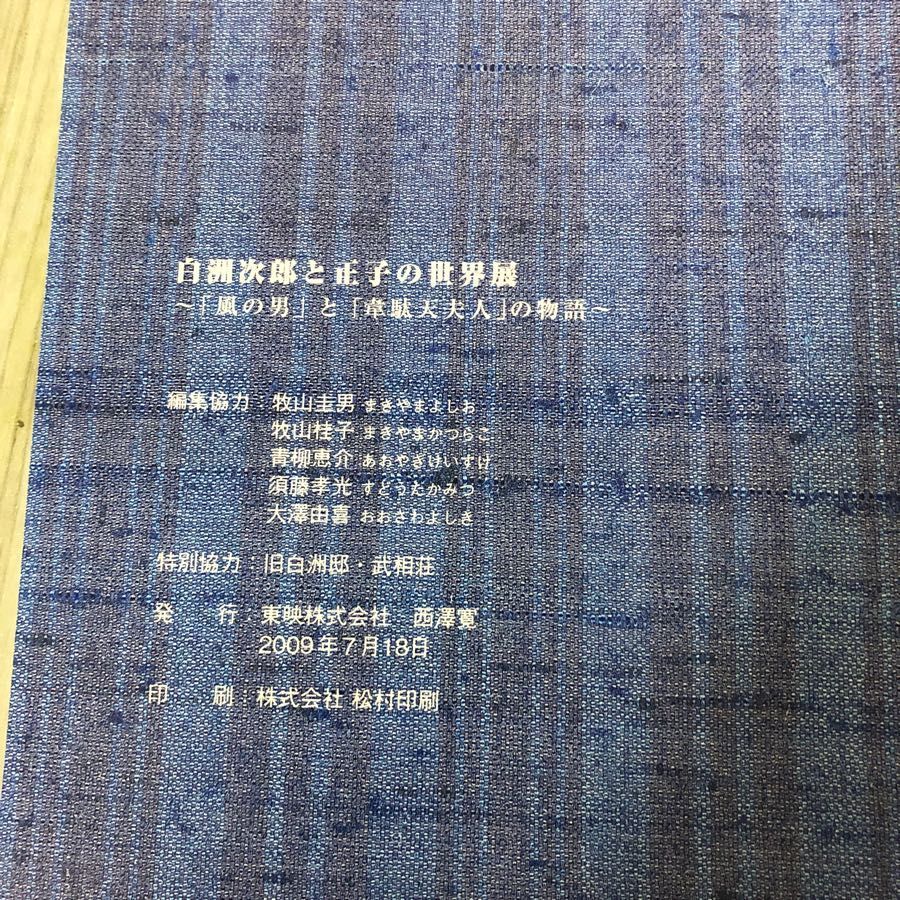 白洲次郎と正子の世界展
～「風の男」と「韋駄天夫人」の物語～
編集協力：牧山圭男 まきやまよしお
牧山桂子 まきやまかつらこ
青柳恵介 あおやぎけいすけ
須藤孝光 すどうたかみつ
大澤由喜 おおさわよしき
特別協力：旧白洲邸・武相荘
発　行：東映株式会社　西澤寛
2009年7月18日
印　刷：株式会社 松村印刷